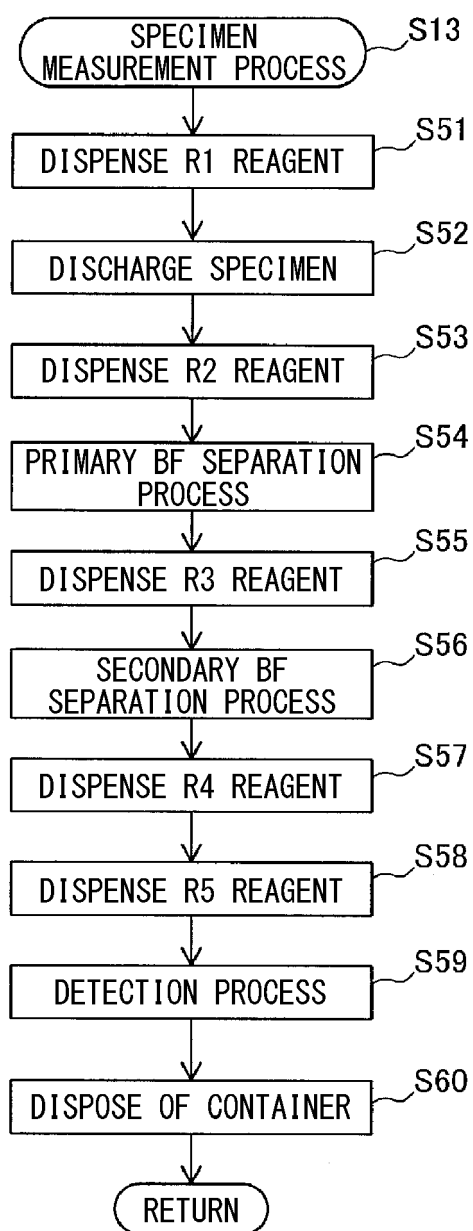 SPECIMEN
MEASUREMENT PROCESS
S13
DISPENSE R1 REAGENT
S51
DISCHARGE SPECIMEN
S52
DISPENSE R2 REAGENT
S53
PRIMARY BF SEPARATION
PROCESS
S54
DISPENSE R3 REAGENT
S55
SECONDARY BF
SEPARATION PROCESS
S56
DISPENSE R4 REAGENT
S57
DISPENSE R5 REAGENT
S58
DETECTION PROCESS
S59
DISPOSE OF CONTAINER
S60
RETURN